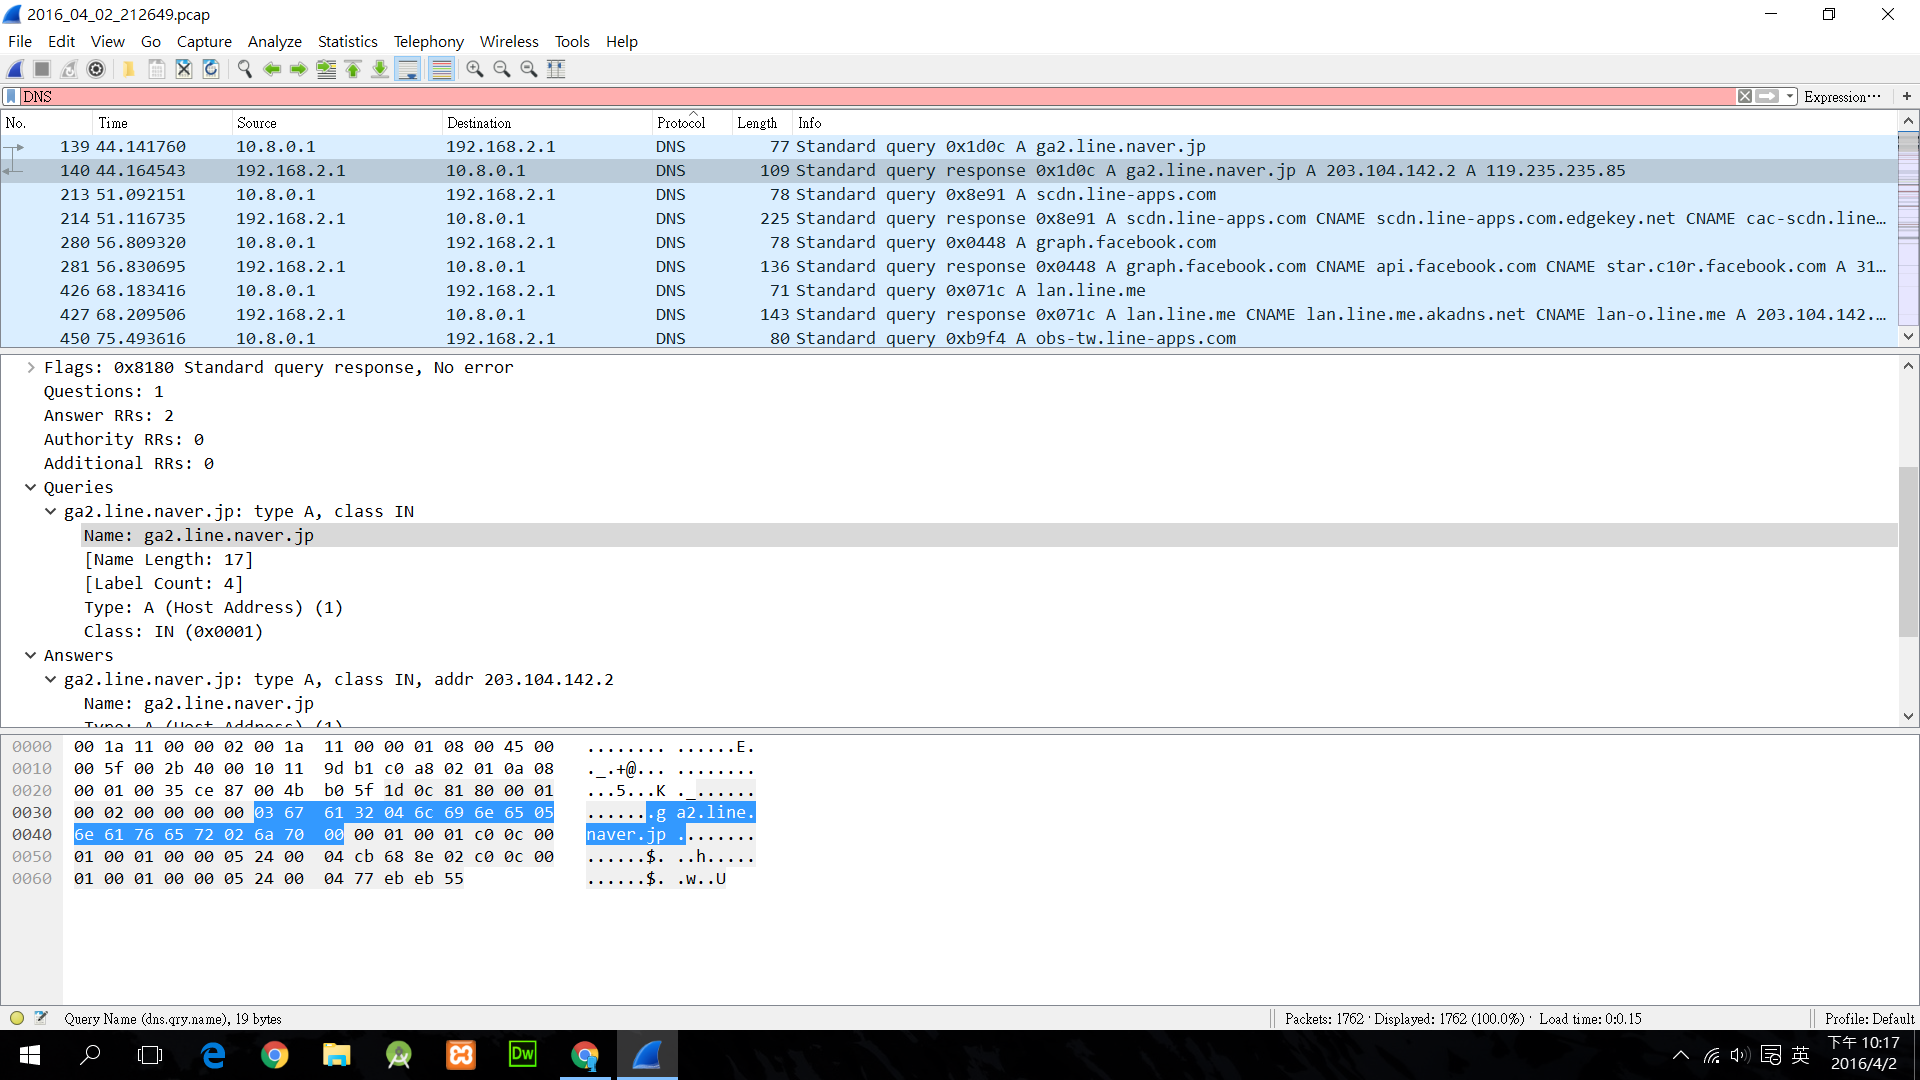 2016_04_02_212649.pcap
File Edit View Go Capture Analyze Statistics Telephony Wireless Tools Help
DNS Expression… +
No. Time Source Destination Protocol Length Info
139 44.141760 10.8.0.1 192.168.2.1 DNS 77 Standard query 0x1d0c A ga2.line.naver.jp
140 44.164543 192.168.2.1 10.8.0.1 DNS 109 Standard query response 0x1d0c A ga2.line.naver.jp A 203.104.142.2 A 119.235.235.85
213 51.092151 10.8.0.1 192.168.2.1 DNS 78 Standard query 0x8e91 A scdn.line-apps.com
214 51.116735 192.168.2.1 10.8.0.1 DNS 225 Standard query response 0x8e91 A scdn.line-apps.com CNAME scdn.line-apps.com.edgekey.net CNAME cac-scdn.line…
280 56.809320 10.8.0.1 192.168.2.1 DNS 78 Standard query 0x0448 A graph.facebook.com
281 56.830695 192.168.2.1 10.8.0.1 DNS 136 Standard query response 0x0448 A graph.facebook.com CNAME api.facebook.com CNAME star.c10r.facebook.com A 31…
426 68.183416 10.8.0.1 192.168.2.1 DNS 71 Standard query 0x071c A lan.line.me
427 68.209506 192.168.2.1 10.8.0.1 DNS 143 Standard query response 0x071c A lan.line.me CNAME lan.line.me.akadns.net CNAME lan-o.line.me A 203.104.142.…
450 75.493616 10.8.0.1 192.168.2.1 DNS 80 Standard query 0xb9f4 A obs-tw.line-apps.com
Flags: 0x8180 Standard query response, No error
Questions: 1
Answer RRs: 2
Authority RRs: 0
Additional RRs: 0
Queries
ga2.line.naver.jp: type A, class IN
Name: ga2.line.naver.jp
[Name Length: 17]
[Label Count: 4]
Type: A (Host Address) (1)
Class: IN (0x0001)
Answers
ga2.line.naver.jp: type A, class IN, addr 203.104.142.2
Name: ga2.line.naver.jp
Type: A (Host Address) (1)
0000 00 1a 11 00 00 02 00 1a 11 00 00 01 08 00 45 00 ........ ......E.
0010 00 5f 00 2b 40 00 10 11 9d b1 c0 a8 02 01 0a 08 ._.+@... ........
0020 00 01 00 35 ce 87 00 4b b0 5f 1d 0c 81 80 00 01 ...5...K ._......
0030 00 02 00 00 00 00 03 67 61 32 04 6c 69 6e 65 05 .......g a2.line.
0040 6e 61 76 65 72 02 6a 70 00 00 01 00 01 c0 0c 00 naver.jp ........
0050 01 00 01 00 00 05 24 00 04 cb 68 8e 02 c0 0c 00 ......$. ..h.....
0060 01 00 01 00 00 05 24 00 04 77 eb eb 55 ......$. .w..U
Query Name (dns.qry.name), 19 bytes Packets: 1762 · Displayed: 1762 (100.0%) · Load time: 0:0.15 Profile: Default
Dw 英 下午 10:17
2016/4/2